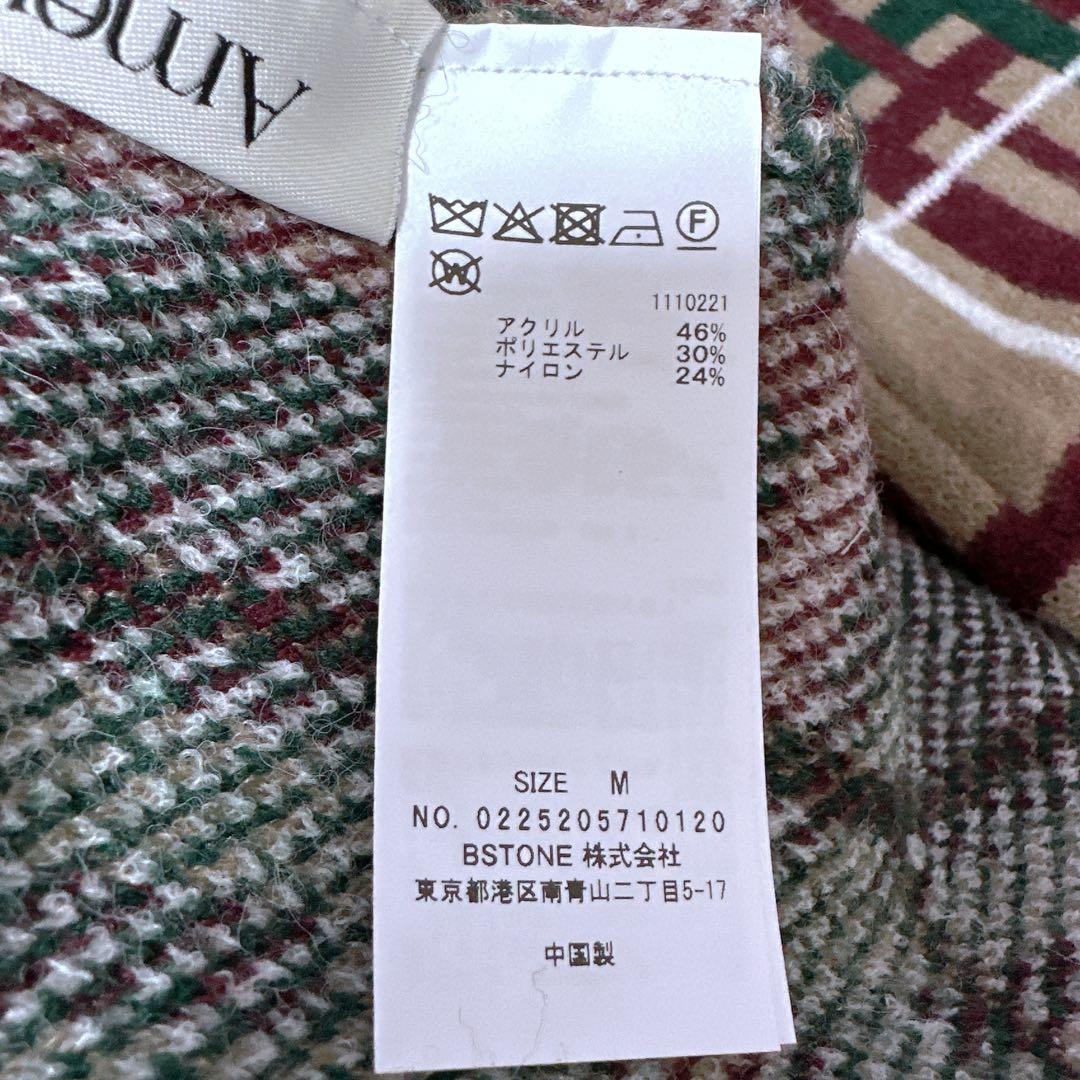 Ame
F
W
1110221
アクリル 46%
ポリエステル 30%
ナイロン 24%
SIZE M
NO. 0225205710120
BSTONE 株式会社
東京都港区南青山二丁目5-17
中国製